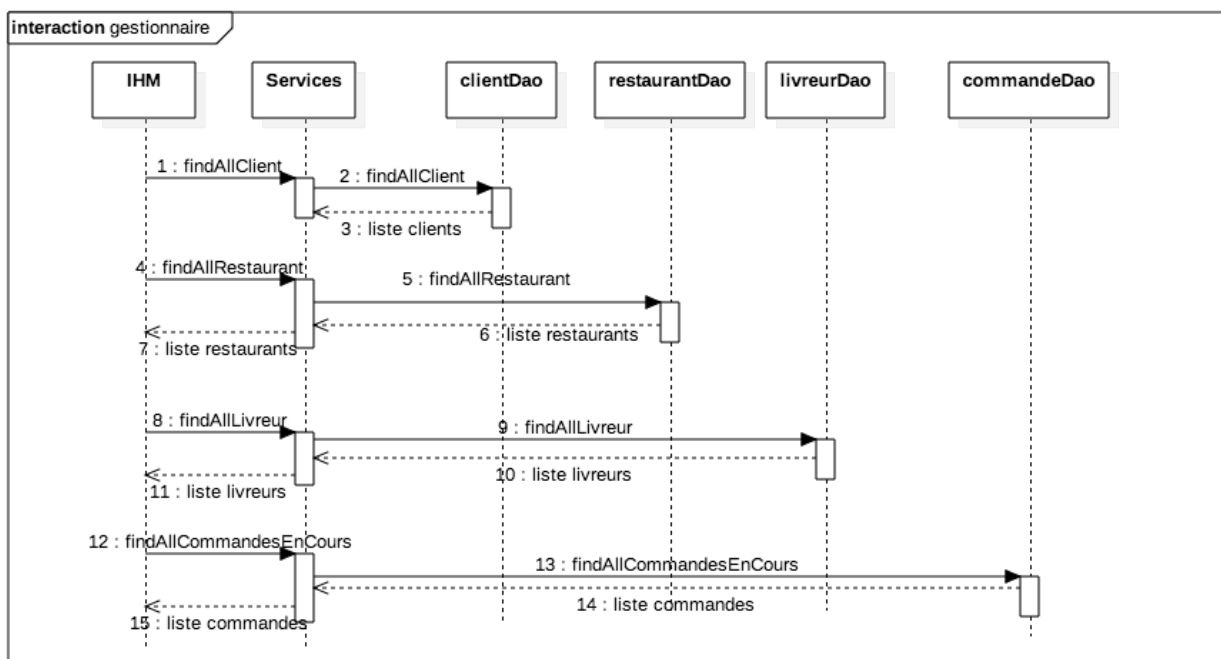 interaction gestionnaire
IHM
Services
clientDao
restaurantDao
livreurDao
commandeDao
1 : findAllClient
2 : findAllClient
3 : liste clients
4 : findAllRestaurant
5 : findAllRestaurant
6 : liste restaurants
7 : liste restaurants
8 : findAllLivreur
9 : findAllLivreur
10 : liste livreurs
11 : liste livreurs
12 : findAllCommandesEnCours
13 : findAllCommandesEnCours
14 : liste commandes
15 : liste commandes